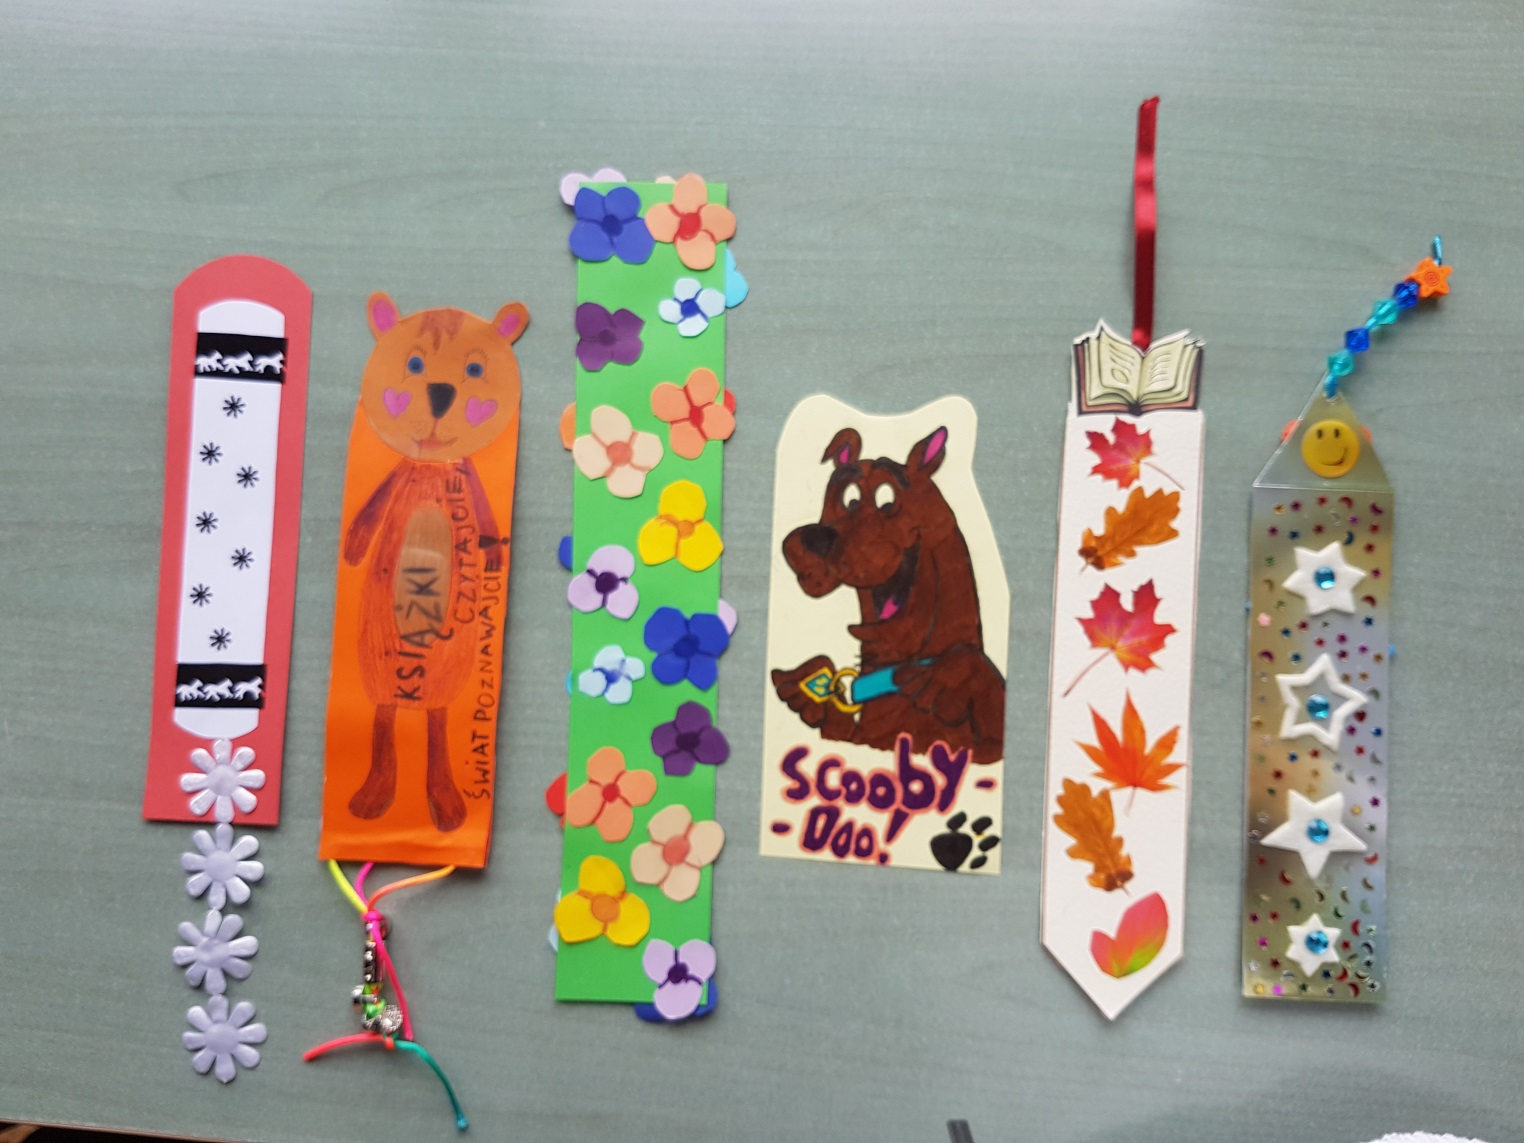 KSIĄŻKI
CZYTAJCIE
ŚWIAT POZNAWAJCIE!
SCOOBY-
-DOO!